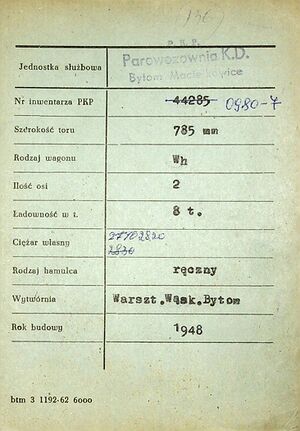 136
P. K. P.
Jednostka służbowa Parowozownia K.D.
Bytom Maciejkowice
Nr inwentarza PKP 44285 0980-7
Szerokość toru 785 mm
Rodzaj wagonu Wh
Ilość osi 2
Ładowność w t. 8 t.
Ciężar własny 2820
2830
Rodzaj hamulca ręczny
Wytwórnia Warszt.Wąsk.Bytom
Rok budowy 1948
btm 3 1192-62 6000